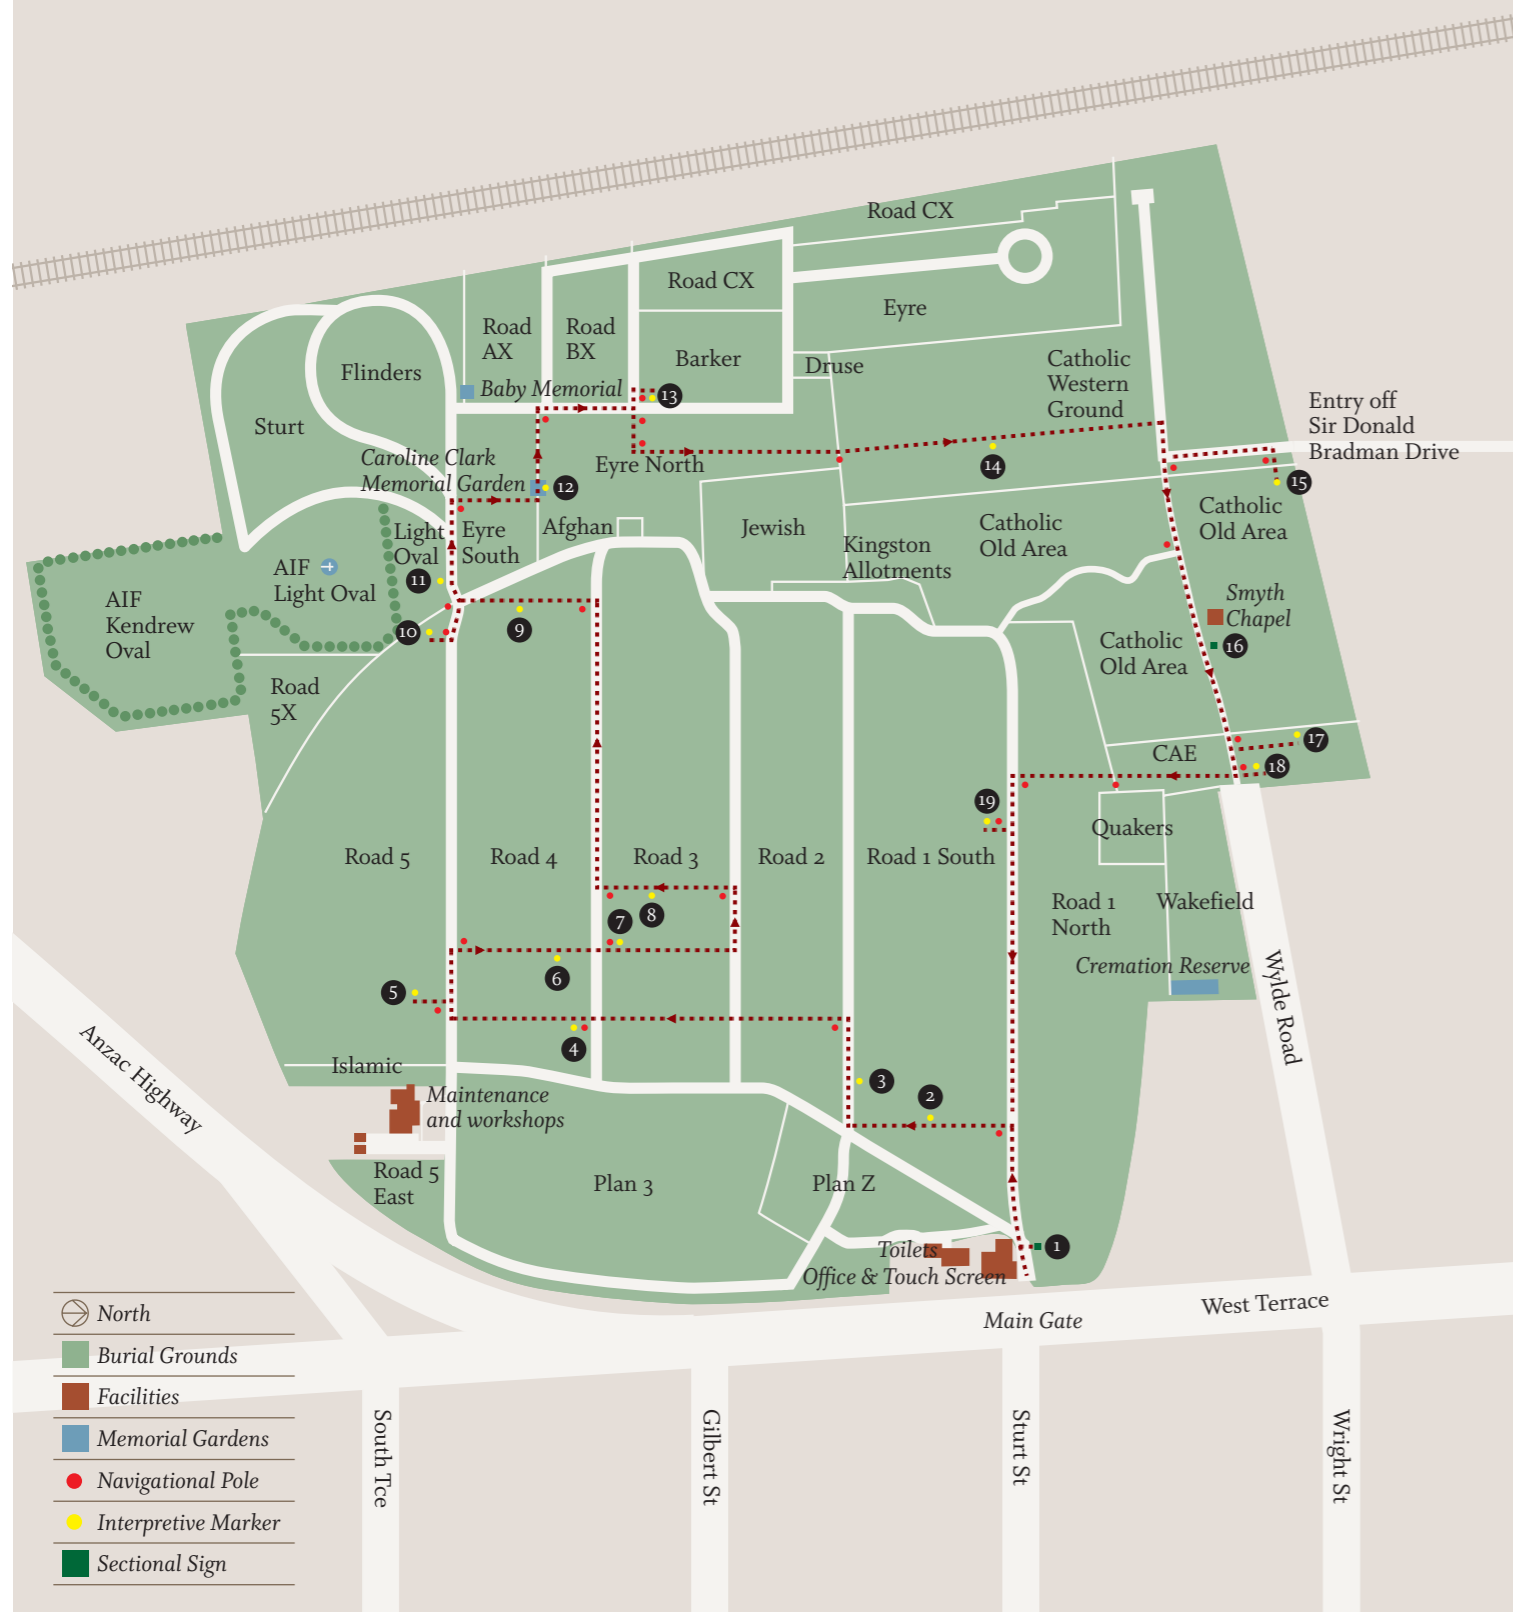 Road CX
Road CX
Eyre
Road
AX
Road
BX
Barker
Druse
Catholic
Western
Ground
Flinders
Baby Memorial
13
Entry off
Sir Donald
Bradman Drive
Sturt
Caroline Clark
Memorial Garden
12
Eyre North
14
15
Light
Oval
Eyre
South
Afghan
Jewish
Kingston
Allotments
Catholic
Old Area
Catholic
Old Area
AIF
Light Oval
11
AIF
Kendrew
Oval
10
9
Smyth
Chapel
16
Catholic
Old Area
Road
5X
17
CAE
18
19
Quakers
Road 5
Road 4
Road 3
Road 2
Road 1 South
Road 1
North
Wakefield
7
8
6
5
4
Cremation Reserve
Wylde Road
Anzac Highway
Islamic
Maintenance
and workshops
3
2
Road 5
East
Plan 3
Plan Z
Toilets
Office & Touch Screen
1
Main Gate
West Terrace
North
Burial Grounds
Facilities
Memorial Gardens
Navigational Pole
Interpretive Marker
Sectional Sign
South Tce
Gilbert St
Sturt St
Wright St